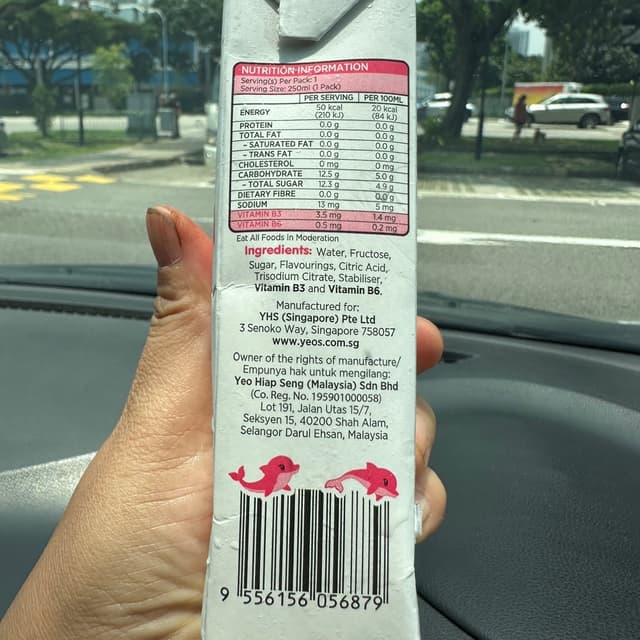 NUTRITION INFORMATION
Serving(s) Per Pack: 1
Serving Size: 250ml (1 Pack)
PER SERVING PER 100ML
ENERGY 50 kcal 20 kcal
(210 kJ) (84 kJ)
PROTEIN 0.0 g 0.0 g
TOTAL FAT 0.0 g 0.0 g
- SATURATED FAT 0.0 g 0.0 g
- TRANS FAT 0.0 g 0.0 g
CHOLESTEROL 0 mg 0 mg
CARBOHYDRATE 12.5 g 5.0 g
- TOTAL SUGAR 12.3 g 4.9 g
DIETARY FIBRE 0.0 g 0.0 g
SODIUM 13 mg 5 mg
VITAMIN B3 3.5 mg 1.4 mg
VITAMIN B6 0.5 mg 0.2 mg
Eat All Foods In Moderation
Ingredients: Water, Fructose,
Sugar, Flavourings, Citric Acid,
Trisodium Citrate, Stabiliser,
Vitamin B3 and Vitamin B6.
Manufactured for:
YHS (Singapore) Pte Ltd
3 Senoko Way, Singapore 758057
www.yeos.com.sg
Owner of the rights of manufacture/
Empunya hak untuk mengilang:
Yeo Hiap Seng (Malaysia) Sdn Bhd
(Co. Reg. No. 195901000058)
Lot 191, Jalan Utas 15/7,
Seksyen 15, 40200 Shah Alam,
Selangor Darul Ehsan, Malaysia
9 556156 056879